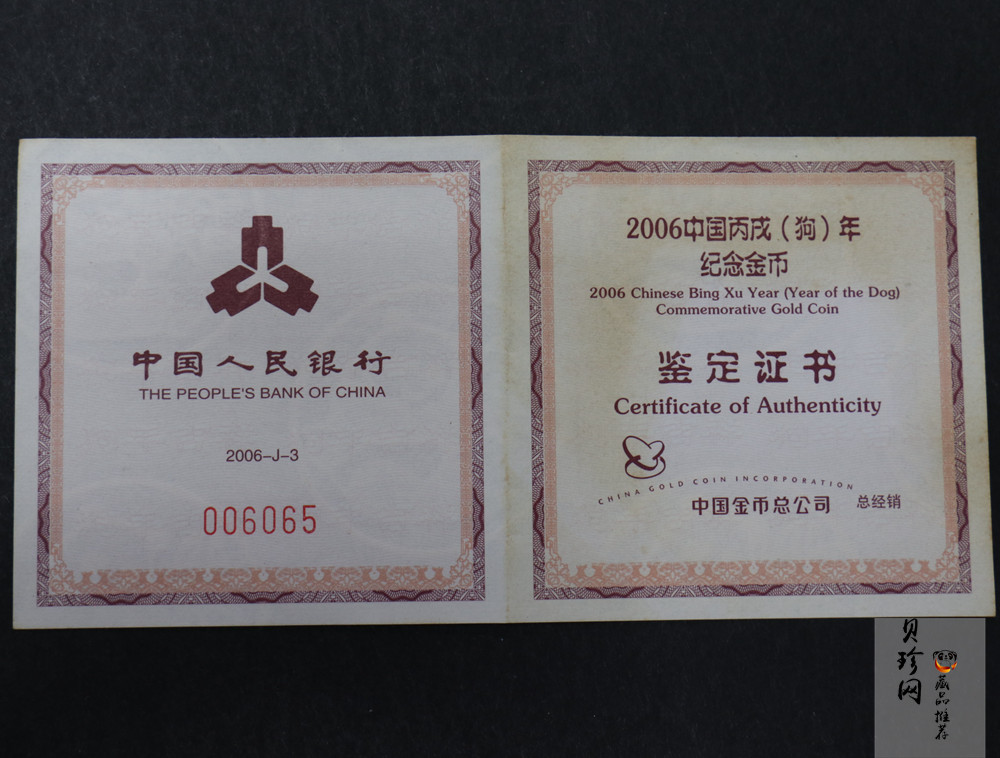 中国人民银行
THE PEOPLE'S BANK OF CHINA
2006-J-3
006065
2006中国丙戌（狗）年
纪念金币
2006 Chinese Bing Xu Year (Year of the Dog)
Commemorative Gold Coin
鉴定证书
Certificate of Authenticity
CHINA GOLD COIN INCORPORATION
中国金币总公司 总经销
贝珍网
藏品推荐